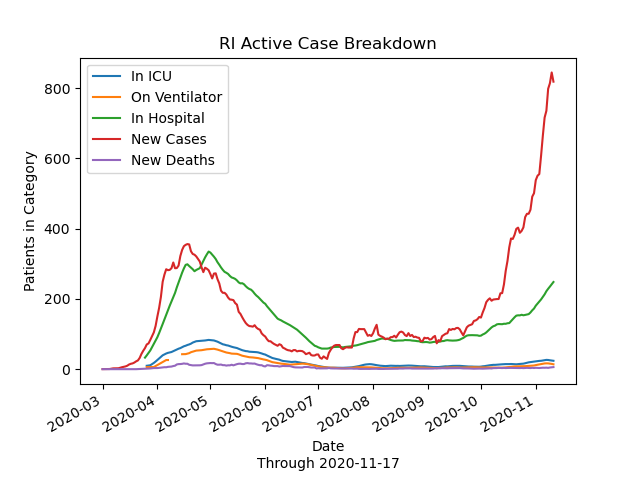 RI Active Case Breakdown
In ICU
On Ventilator
In Hospital
New Cases
New Deaths
Patients in Category
800
600
400
200
0
2020-03
2020-04
2020-05
2020-06
2020-07
2020-08
2020-09
2020-10
2020-11
Date
Through 2020-11-17